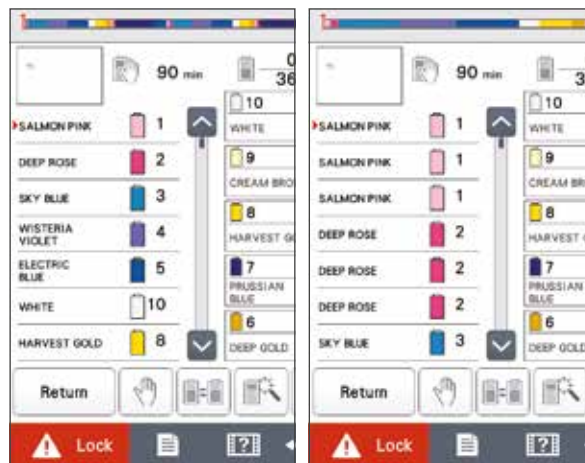 90 min 0
36
SALMON PINK 1
DEEP ROSE 2
SKY BLUE 3
WISTERIA
VIOLET 4
ELECTRIC
BLUE 5
WHITE 10
HARVEST GOLD 8
10
WHITE
9
CREAM BRO
8
HARVEST GO
7
PRUSSIAN
BLUE
6
DEEP GOLD
Return
Lock
?
90 min
3
SALMON PINK 1
SALMON PINK 1
SALMON PINK 1
DEEP ROSE 2
DEEP ROSE 2
DEEP ROSE 2
SKY BLUE 3
10
WHITE
9
CREAM BRO
8
HARVEST G
7
PRUSSIAN
BLUE
6
DEEP GOLD
Return
Lock
?